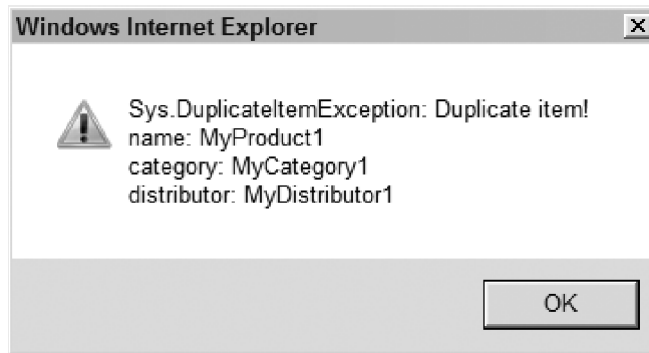 Windows Internet Explorer
Sys.DuplicateItemException: Duplicate item!
name: MyProduct1
category: MyCategory1
distributor: MyDistributor1
OK